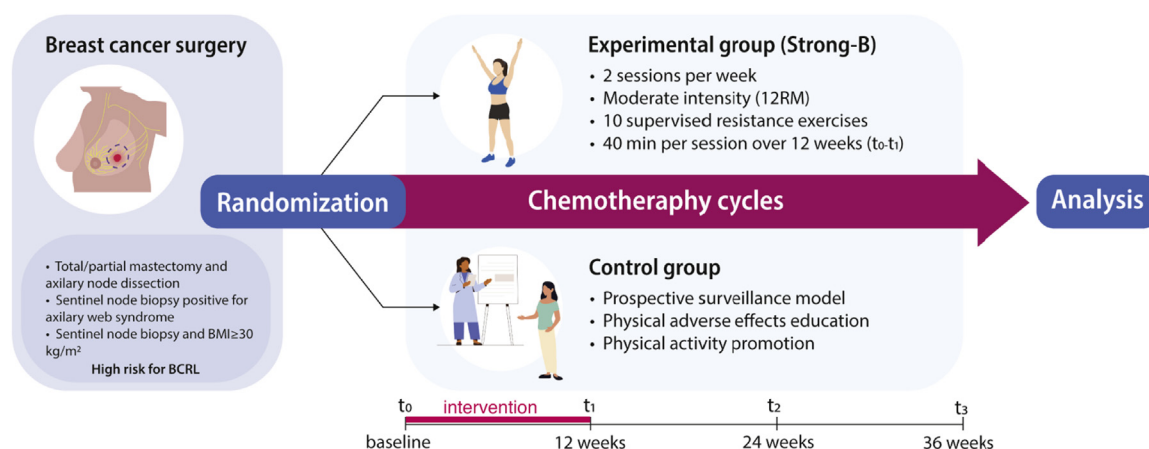 Breast cancer surgery
• Total/partial mastectomy and
axilary node dissection
• Sentinel node biopsy positive for
axilary web syndrome
• Sentinel node biopsy and BMI≥30
kg/m²
High risk for BCRL
Randomization
Experimental group (Strong-B)
• 2 sessions per week
• Moderate intensity (12RM)
• 10 supervised resistance exercises
• 40 min per session over 12 weeks (t₀-t₁)
Chemotheraphy cycles
Analysis
Control group
• Prospective surveillance model
• Physical adverse effects education
• Physical activity promotion
t₀ intervention t₁ t₂ t₃
baseline 12 weeks 24 weeks 36 weeks